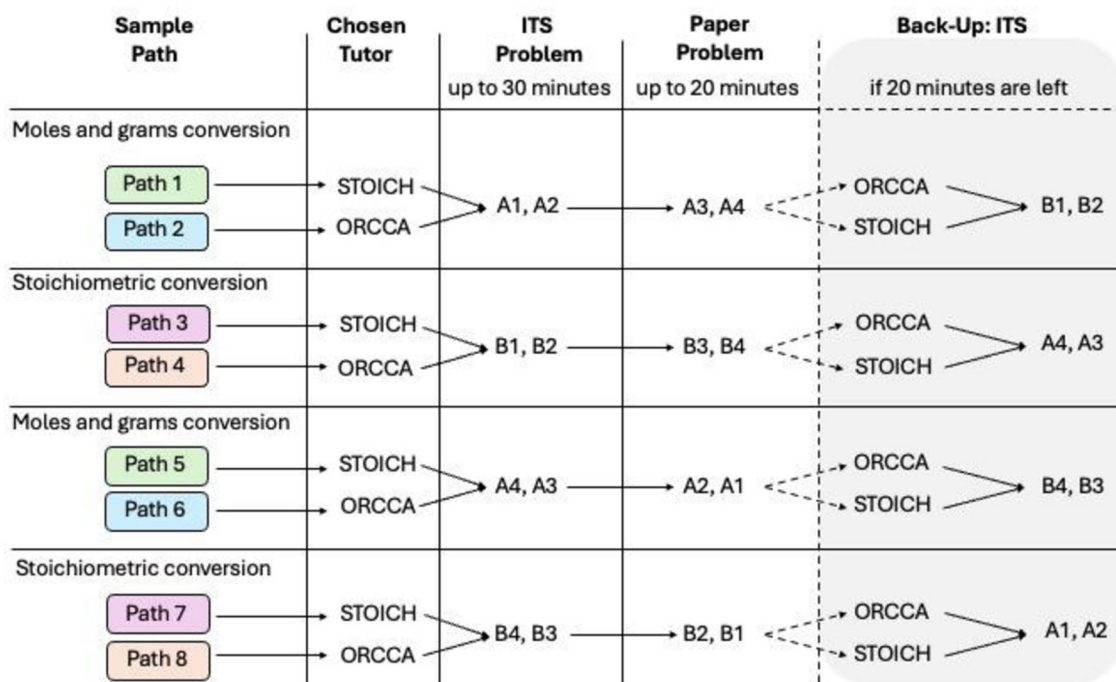 Sample Path
Chosen Tutor
ITS Problem
up to 30 minutes
Paper Problem
up to 20 minutes
Back-Up: ITS
if 20 minutes are left
Moles and grams conversion
Path 1
STOICH
Path 2
ORCCA
A1, A2
A3, A4
ORCCA
STOICH
B1, B2
Stoichiometric conversion
Path 3
STOICH
Path 4
ORCCA
B1, B2
B3, B4
ORCCA
STOICH
A4, A3
Moles and grams conversion
Path 5
STOICH
Path 6
ORCCA
A4, A3
A2, A1
ORCCA
STOICH
B4, B3
Stoichiometric conversion
Path 7
STOICH
Path 8
ORCCA
B4, B3
B2, B1
ORCCA
STOICH
A1, A2